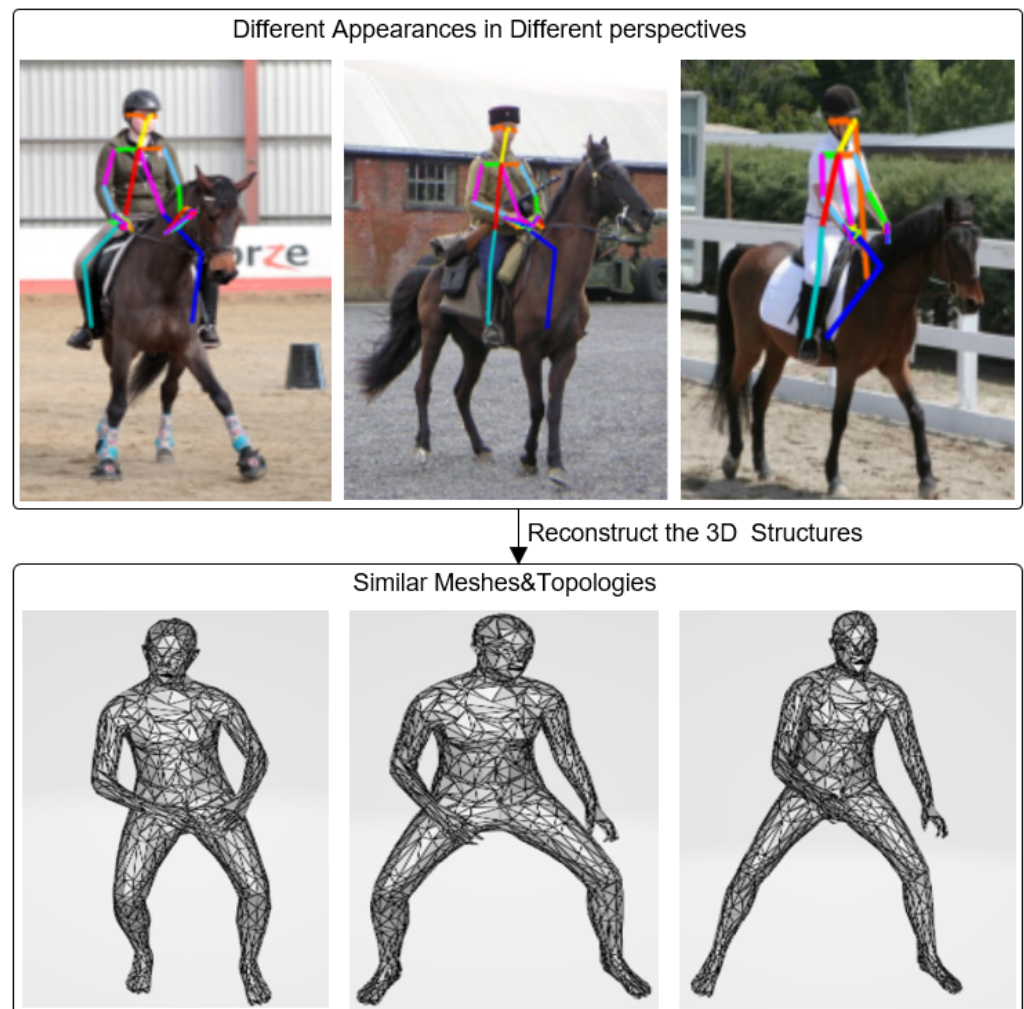 Different Appearances in Different perspectives
orze
Reconstruct the 3D Structures
Similar Meshes&Topologies